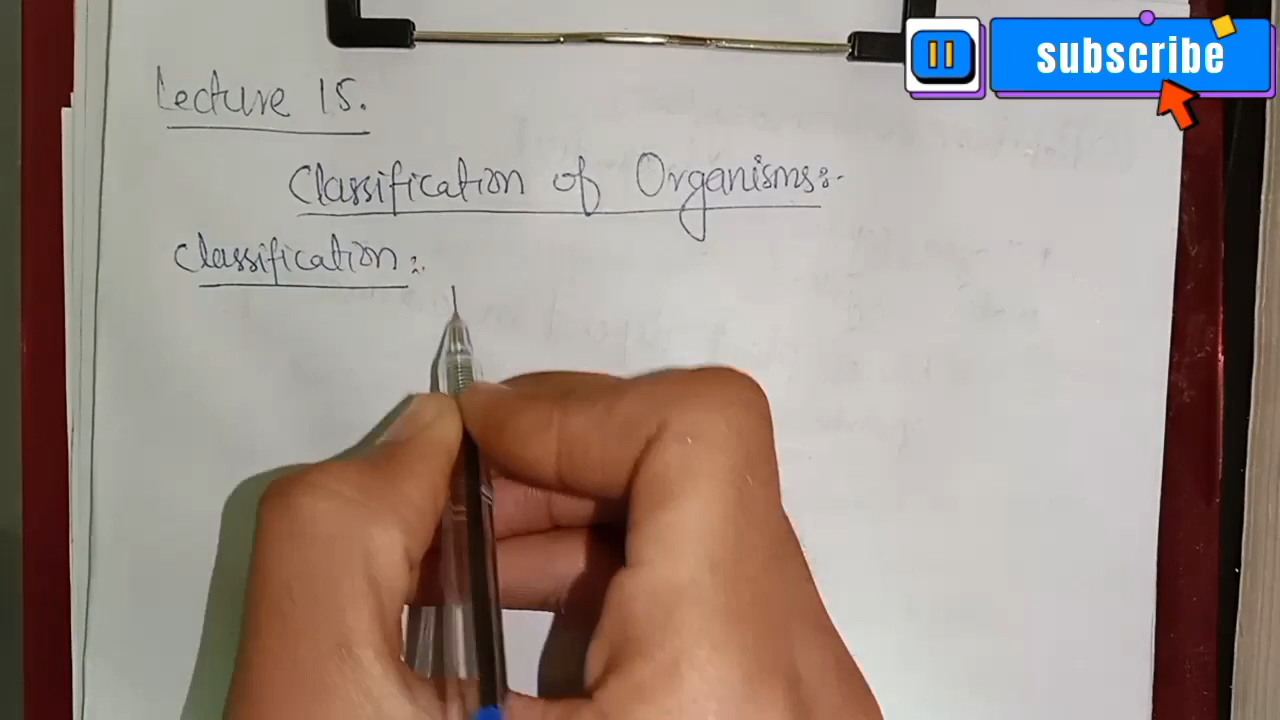 subscribe
Lecture 15.
Classification of Organisms:-
Classification:-